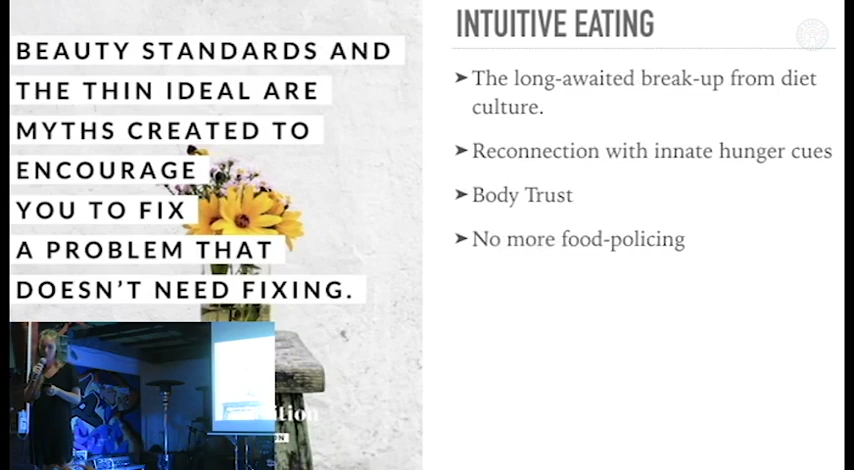 BEAUTY STANDARDS AND
THE THIN IDEAL ARE
MYTHS CREATED TO
ENCOURAGE
YOU TO FIX
A PROBLEM THAT
DOESN'T NEED FIXING.
INTUITIVE EATING
➤ The long-awaited break-up from diet
culture.
➤ Reconnection with innate hunger cues
➤ Body Trust
➤ No more food-policing